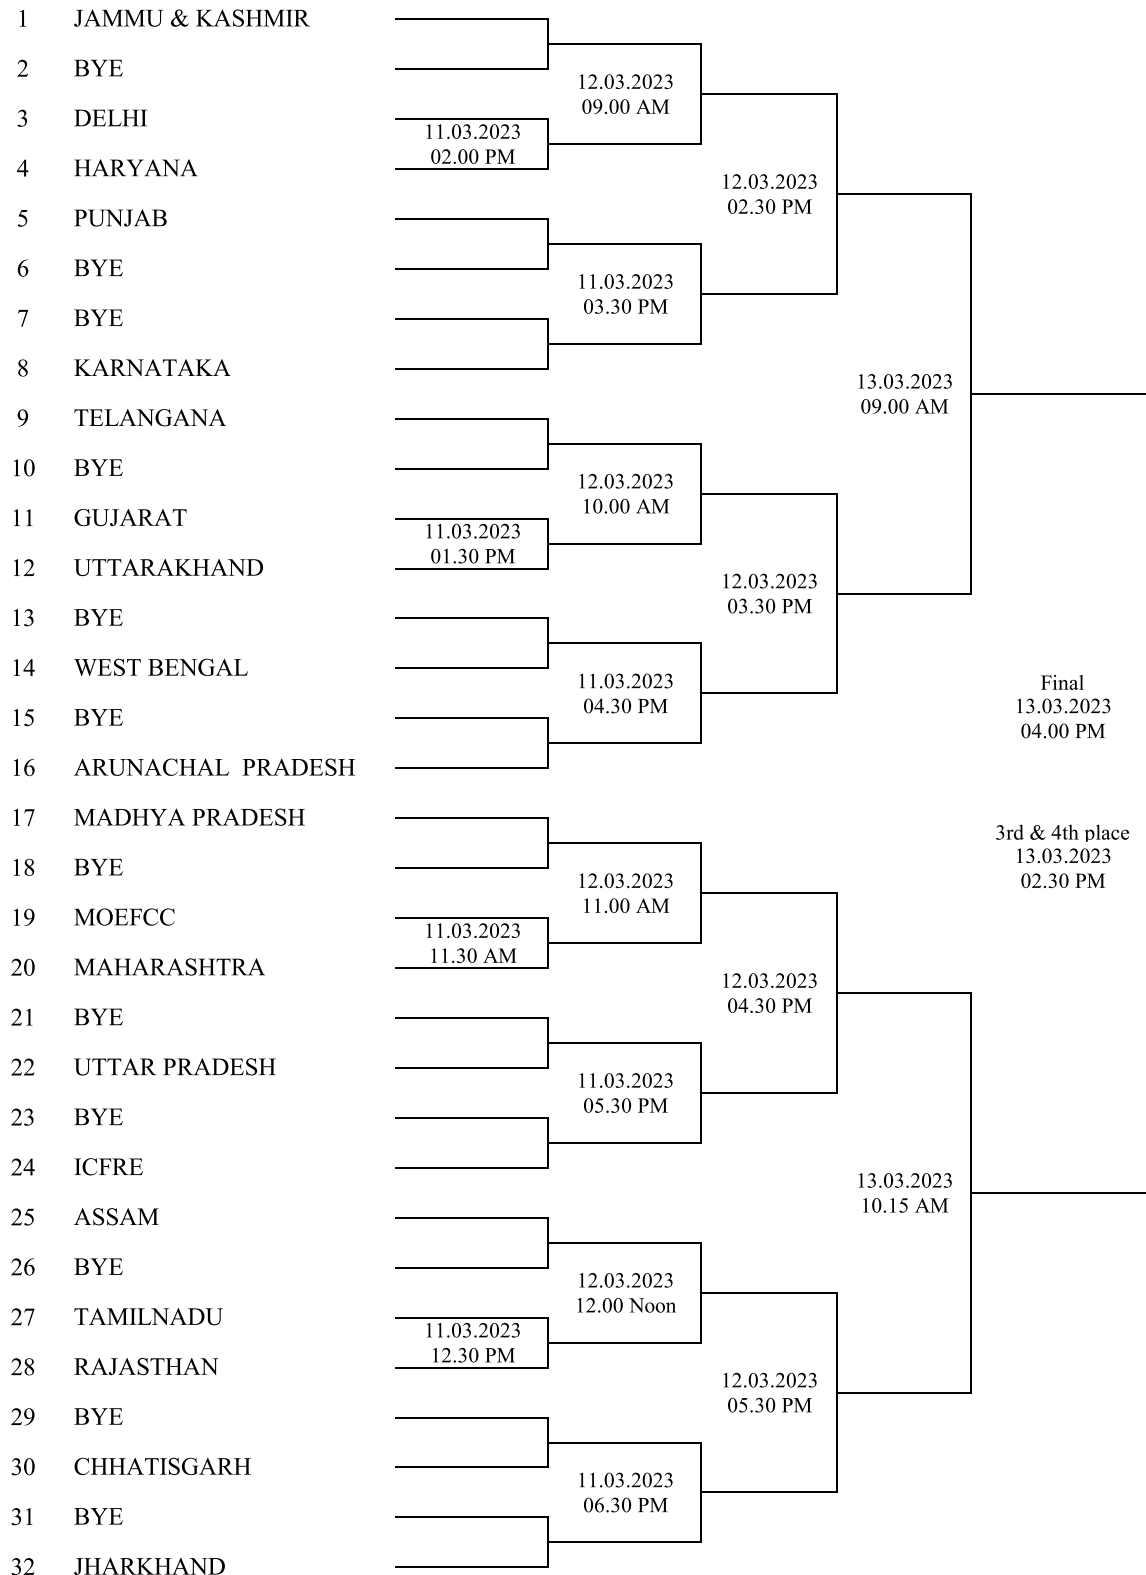 1 JAMMU & KASHMIR
2 BYE
12.03.2023
09.00 AM
3 DELHI
11.03.2023
02.00 PM
4 HARYANA
12.03.2023
02.30 PM
5 PUNJAB
6 BYE
11.03.2023
03.30 PM
7 BYE
8 KARNATAKA
13.03.2023
09.00 AM
9 TELANGANA
10 BYE
12.03.2023
10.00 AM
11 GUJARAT
11.03.2023
01.30 PM
12 UTTARAKHAND
12.03.2023
03.30 PM
13 BYE
14 WEST BENGAL
11.03.2023
04.30 PM
Final
13.03.2023
04.00 PM
15 BYE
16 ARUNACHAL PRADESH
17 MADHYA PRADESH
3rd & 4th place
13.03.2023
02.30 PM
18 BYE
12.03.2023
11.00 AM
19 MOEFCC
11.03.2023
11.30 AM
20 MAHARASHTRA
12.03.2023
04.30 PM
21 BYE
22 UTTAR PRADESH
11.03.2023
05.30 PM
23 BYE
24 ICFRE
13.03.2023
10.15 AM
25 ASSAM
26 BYE
12.03.2023
12.00 Noon
27 TAMILNADU
11.03.2023
12.30 PM
28 RAJASTHAN
12.03.2023
05.30 PM
29 BYE
30 CHHATISGARH
11.03.2023
06.30 PM
31 BYE
32 JHARKHAND